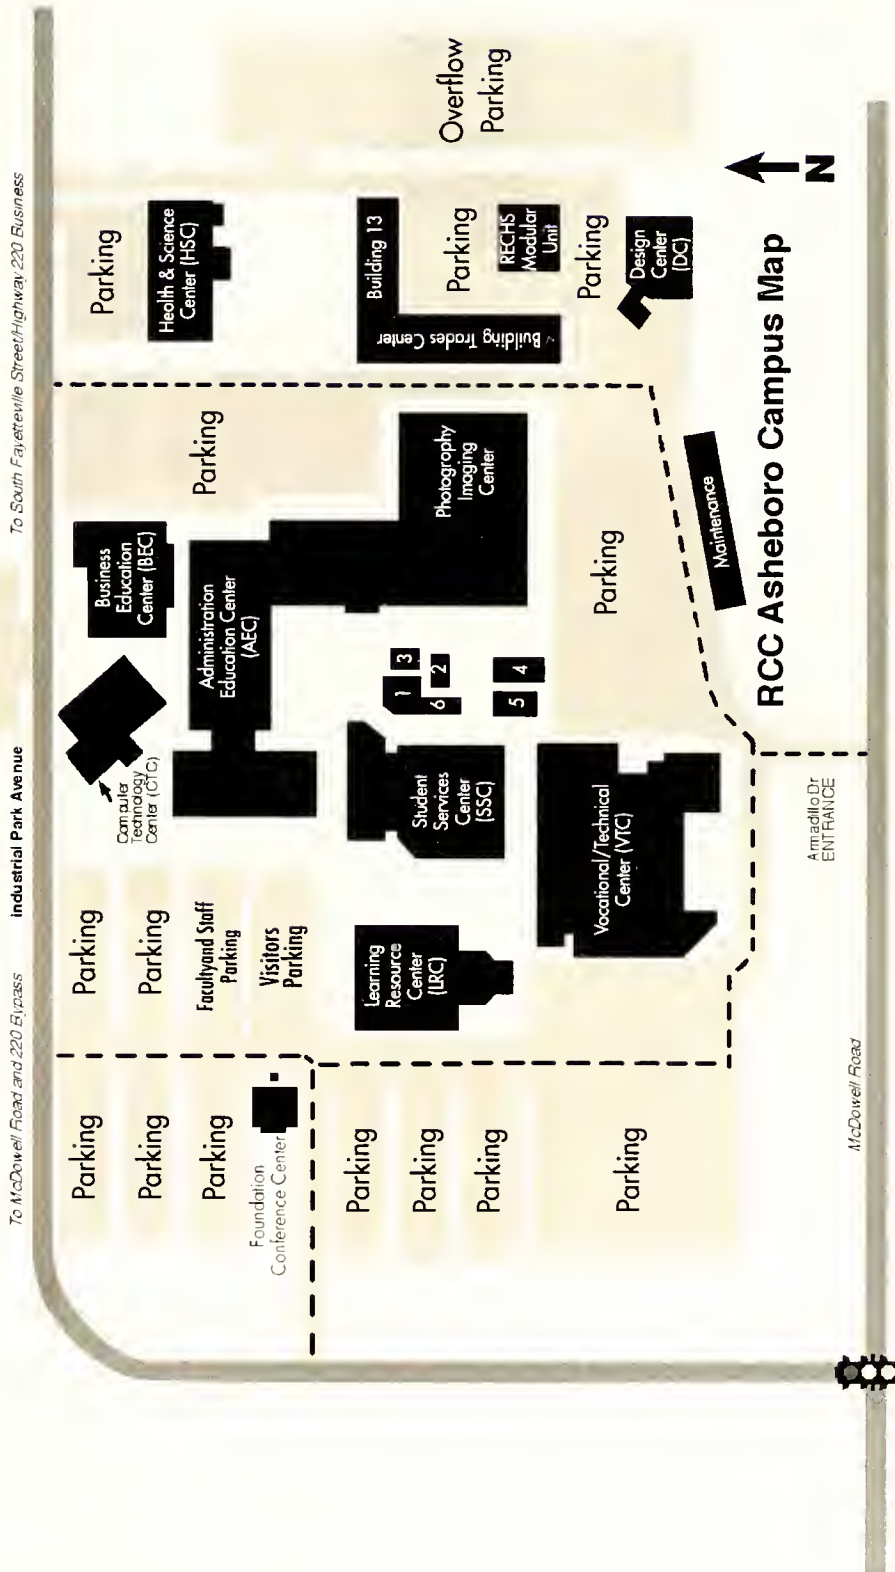 To McDowell Road and 220 Bypass
Industrial Park Avenue
To South Fayetteville Street/Highway 220 Business
Parking
Parking
Computer
Technology
Center (CTC)
Business
Education
Center (BEC)
Parking
Health & Science
Center (HSC)
Parking
Parking
Parking
Faculty and Staff
Parking
Administration
Education Center
(AEC)
Parking
Foundation
Conference Center
Visitors
Parking
Parking
Learning
Resource
Center
(LRC)
Student
Services
Center
(SSC)
1
3
2
6
5
4
Photography
Imaging
Center
Building 13
Building Trades Center
Parking
Overflow
Parking
Parking
Parking
RECHS
Modular
Unit
Parking
Vocational/Technical
Center (VTC)
Parking
Parking
Design
Center
(DC)
Maintenance
N
RCC Asheboro Campus Map
Armadillo Dr
ENTRANCE
McDowell Road